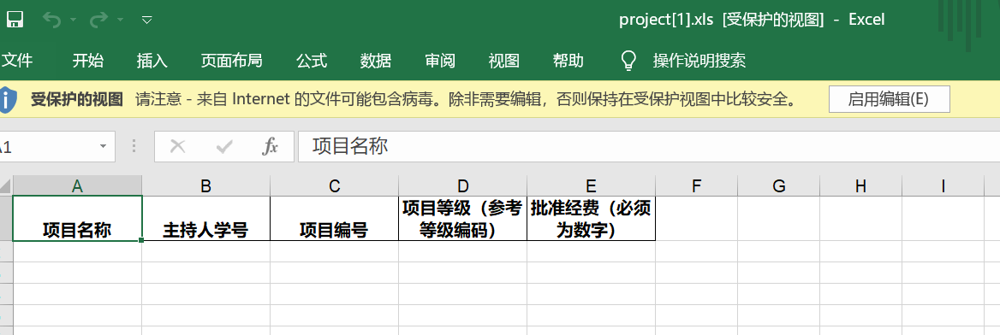 project[1].xls [受保护的视图] - Excel
文件 开始 插入 页面布局 公式 数据 审阅 视图 帮助 操作说明搜索
受保护的视图 请注意 - 来自 Internet 的文件可能包含病毒。除非需要编辑，否则保持在受保护视图中比较安全。 启用编辑(E)
A1 fx 项目名称
A B C D E F G H I
项目名称 主持人学号 项目编号 项目等级（参考等级编码） 批准经费（必须为数字）